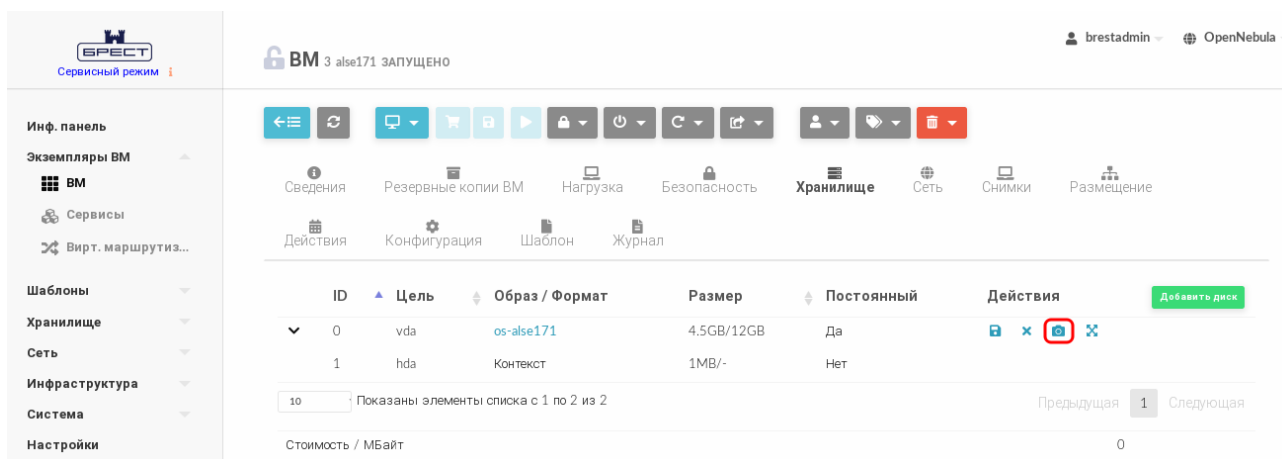 БРЕСТ
Сервисный режим i
Инф. панель
Экземпляры ВМ
ВМ
Сервисы
Вирт. маршрутиз...
Шаблоны
Хранилище
Сеть
Инфраструктура
Система
Настройки
ВМ 3 alse171 ЗАПУЩЕНО
brestadmin OpenNebula
Сведения Резервные копии ВМ Нагрузка Безопасность Хранилище Сеть Снимки Размещение
Действия Конфигурация Шаблон Журнал
ID Цель Образ / Формат Размер Постоянный Действия Добавить диск
0 vda os-alse171 4.5GB/12GB Да
1 hda Контекст 1MB/- Нет
10 Показаны элементы списка с 1 по 2 из 2 Предыдущая 1 Следующая
Стоимость / МБайт 0